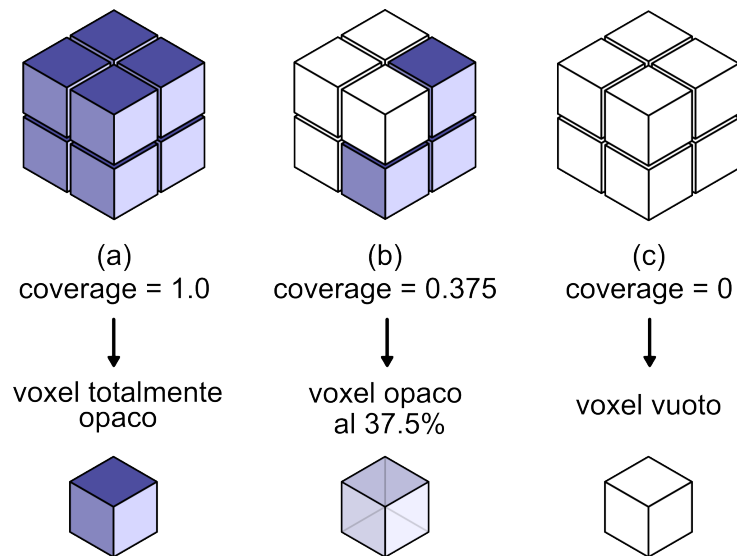 (a)
coverage = 1.0
(b)
coverage = 0.375
(c)
coverage = 0
voxel totalmente
opaco
voxel opaco
al 37.5%
voxel vuoto